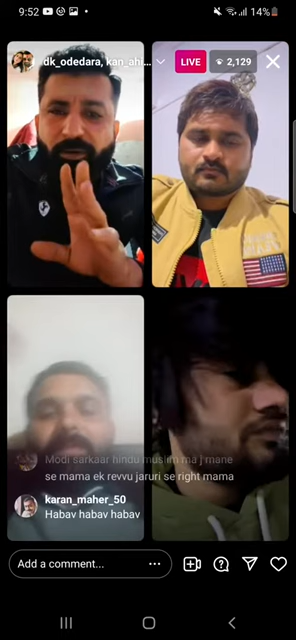 9:52
14%
dk_odedara, kan_ahi...
LIVE
2,129
Modi sarkaar hindu muslim ma j mane
se mama ek revvu jaruri se right mama
karan_maher_50
Habav habav habav
Add a comment...